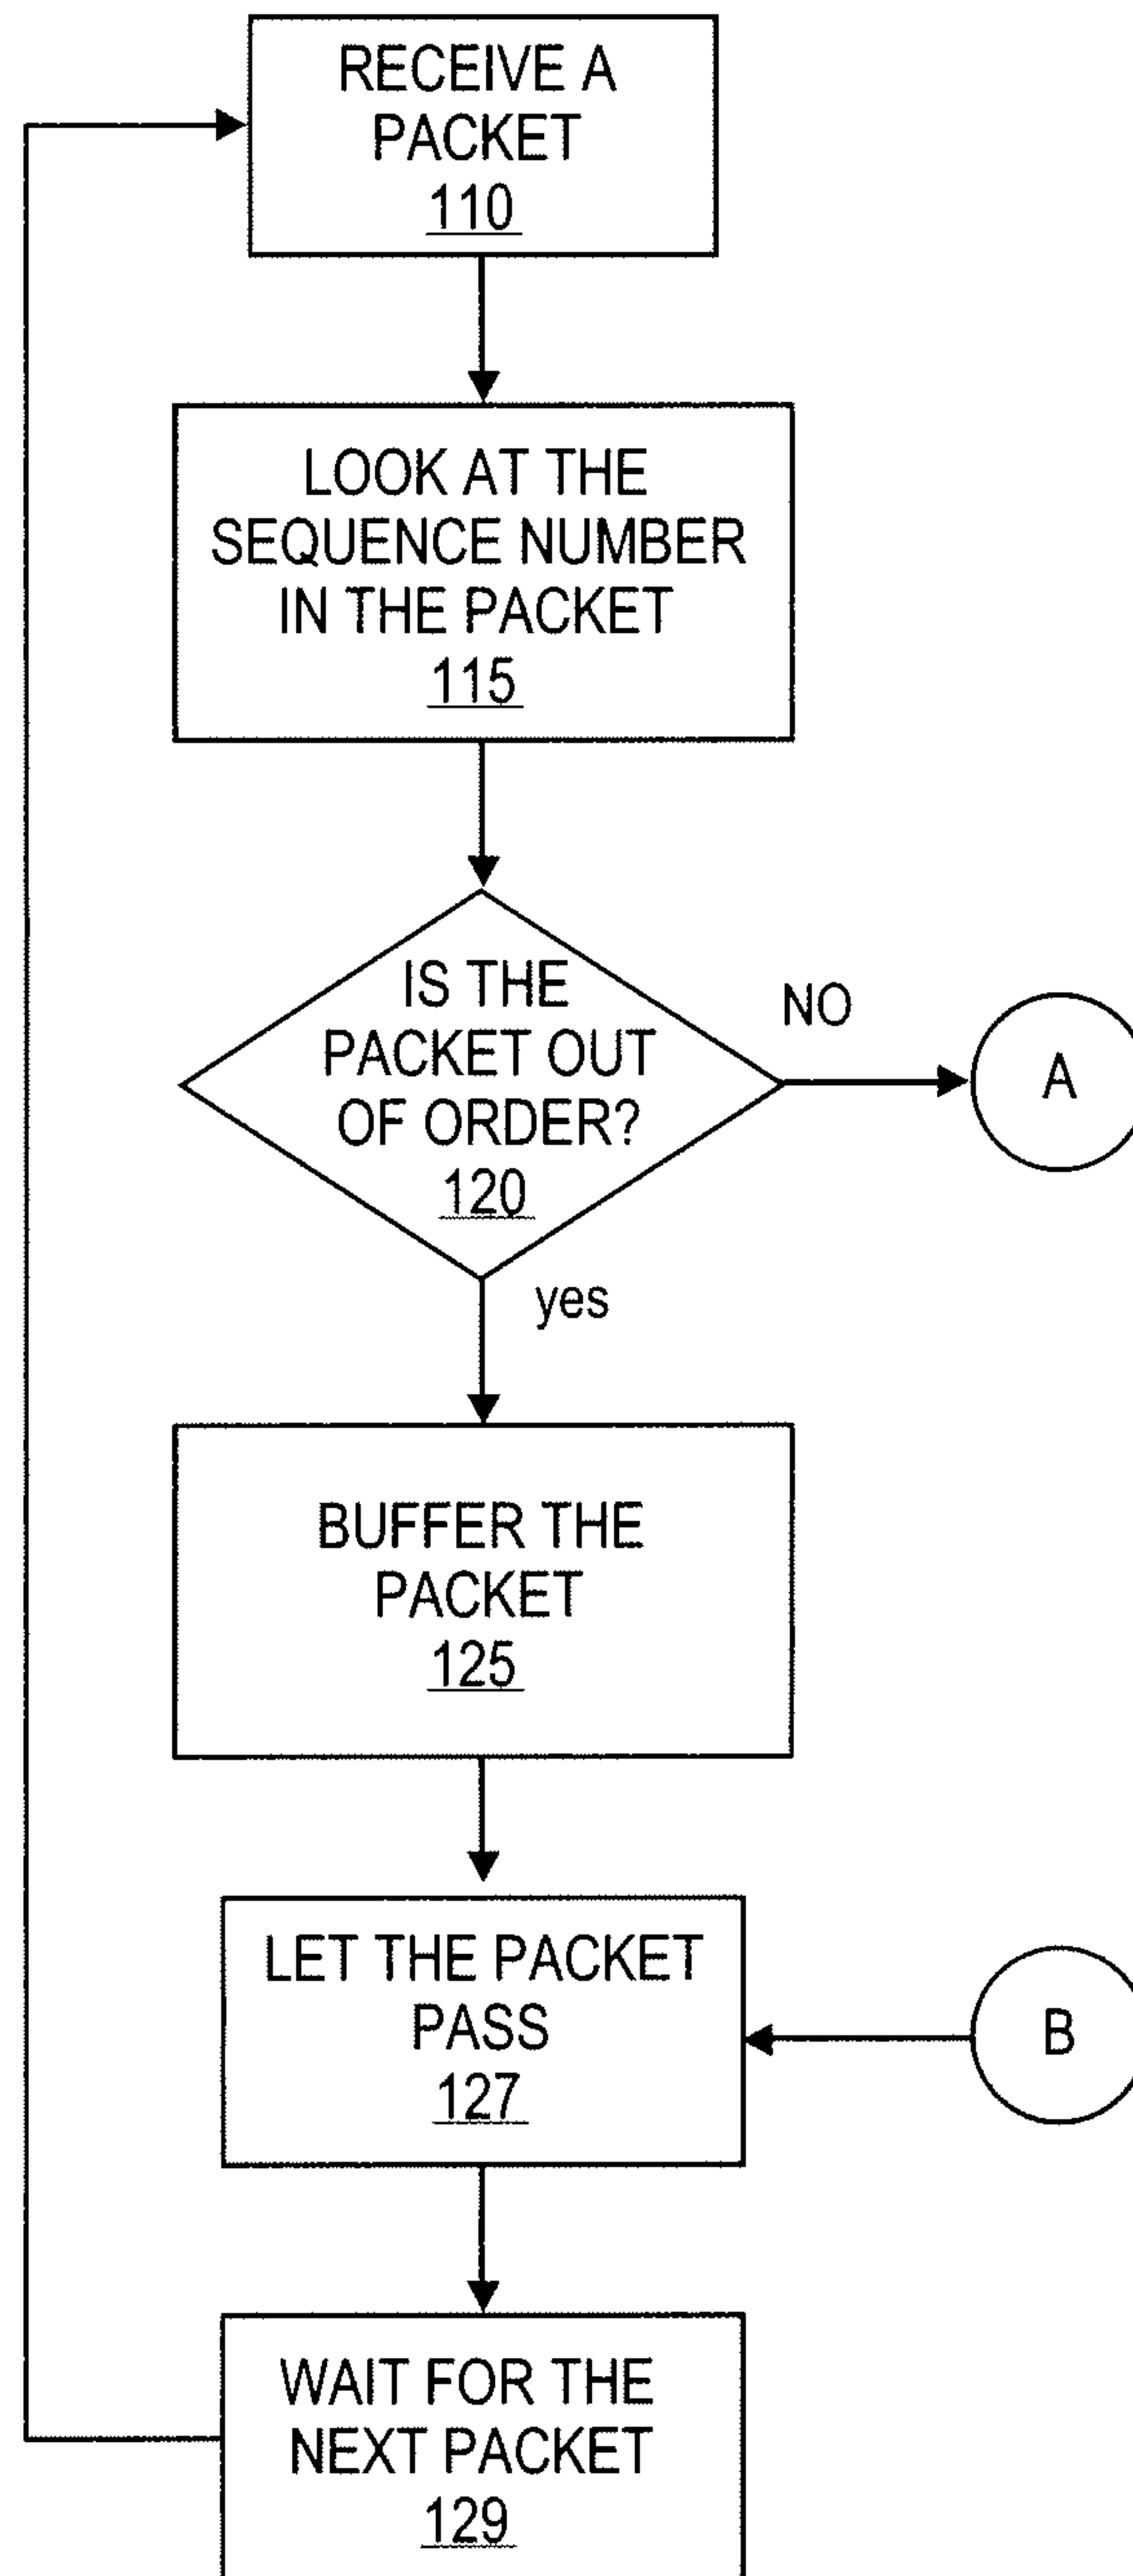 RECEIVE A
PACKET
110
LOOK AT THE
SEQUENCE NUMBER
IN THE PACKET
115
IS THE
PACKET OUT
OF ORDER?
120
NO
A
yes
BUFFER THE
PACKET
125
LET THE PACKET
PASS
127
B
WAIT FOR THE
NEXT PACKET
129